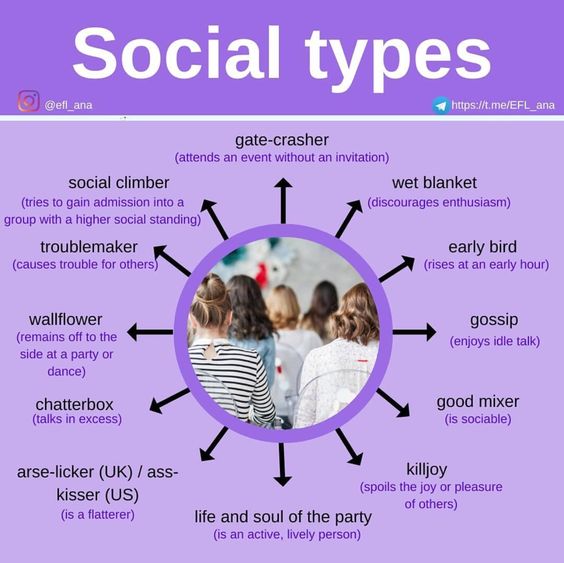 Social types
@efl_ana
https://t.me/EFL_ana
gate-crasher
(attends an event without an invitation)
social climber
(tries to gain admission into a
group with a higher social standing)
wet blanket
(discourages enthusiasm)
troublemaker
(causes trouble for others)
early bird
(rises at an early hour)
wallflower
(remains off to the
side at a party or
dance)
gossip
(enjoys idle talk)
chatterbox
(talks in excess)
good mixer
(is sociable)
arse-licker (UK) / ass-
kisser (US)
(is a flatterer)
killjoy
(spoils the joy or pleasure
of others)
life and soul of the party
(is an active, lively person)